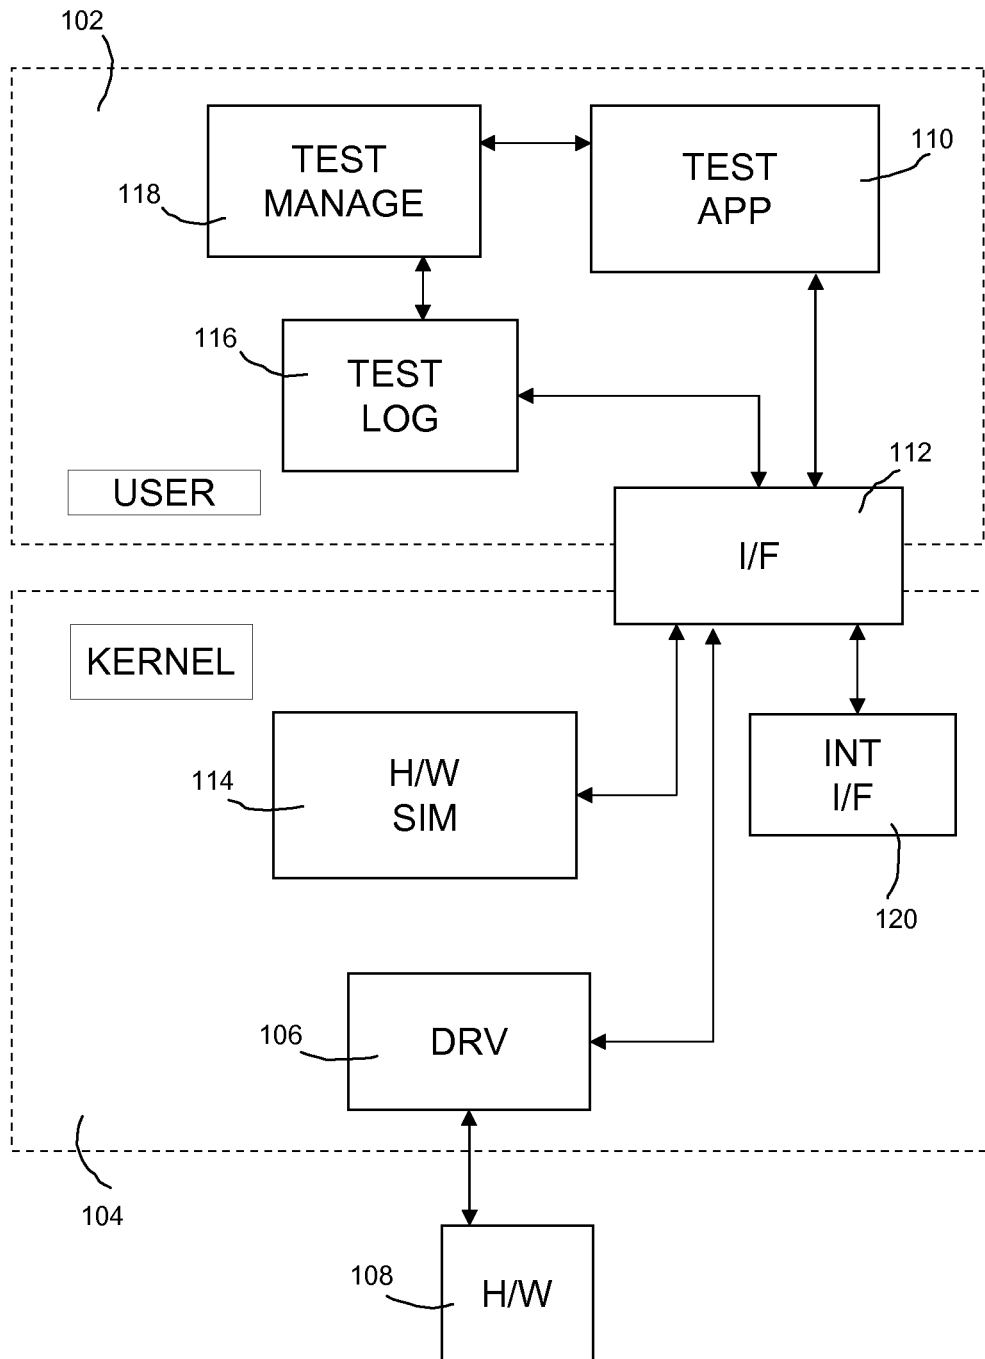 102
TEST
MANAGE
118
TEST
APP
110
116
TEST
LOG
USER
112
I/F
KERNEL
114
H/W
SIM
INT
I/F
120
106
DRV
104
108
H/W